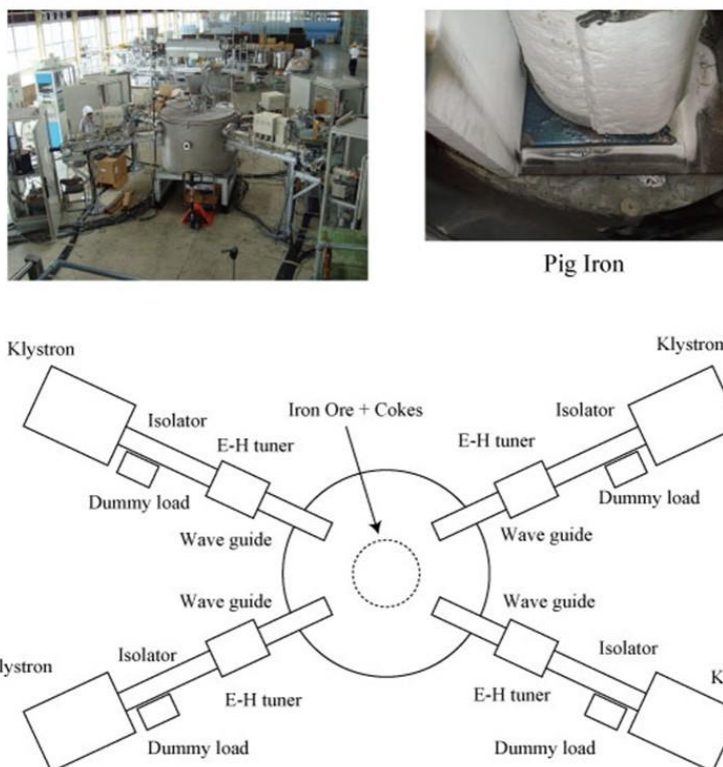 Pig Iron
Klystron
Klystron
Iron Ore + Cokes
Isolator
Isolator
E-H tuner
E-H tuner
Dummy load
Dummy load
Wave guide
Wave guide
Wave guide
Wave guide
Isolator
Isolator
lystron
K
E-H tuner
E-H tuner
Dummy load
Dummy load